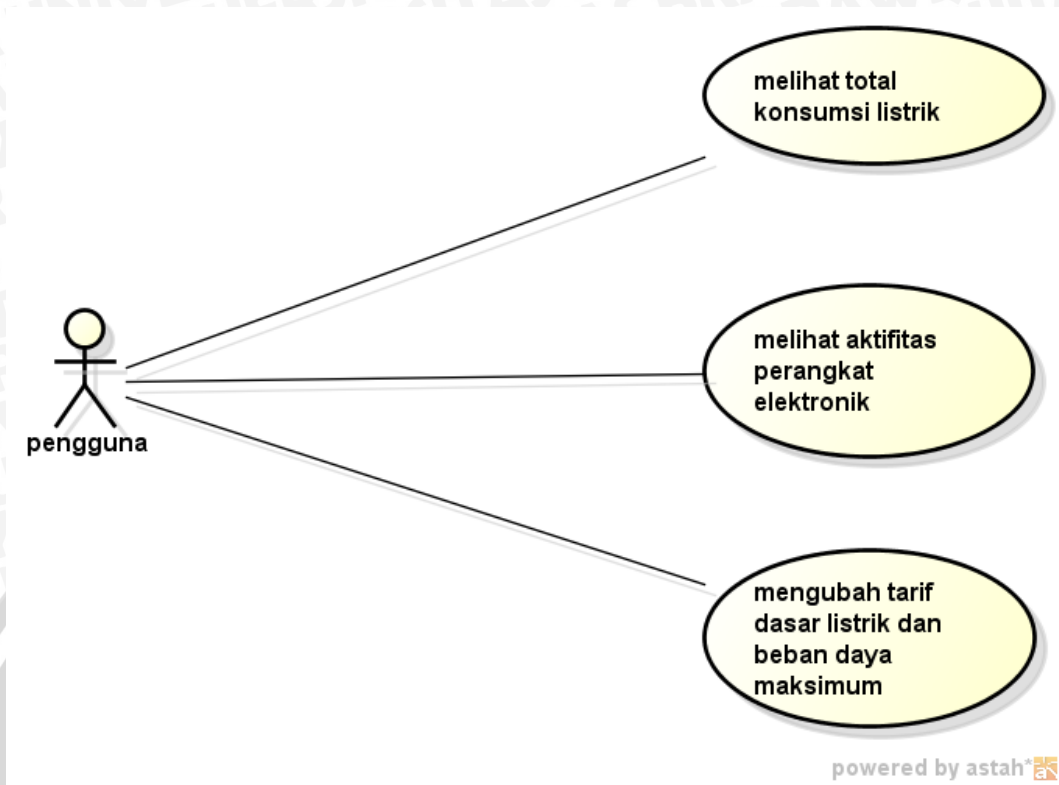 melihat total
konsumsi listrik
melihat aktifitas
perangkat
elektronik
pengguna
mengubah tarif
dasar listrik dan
beban daya
maksimum
powered by astah*